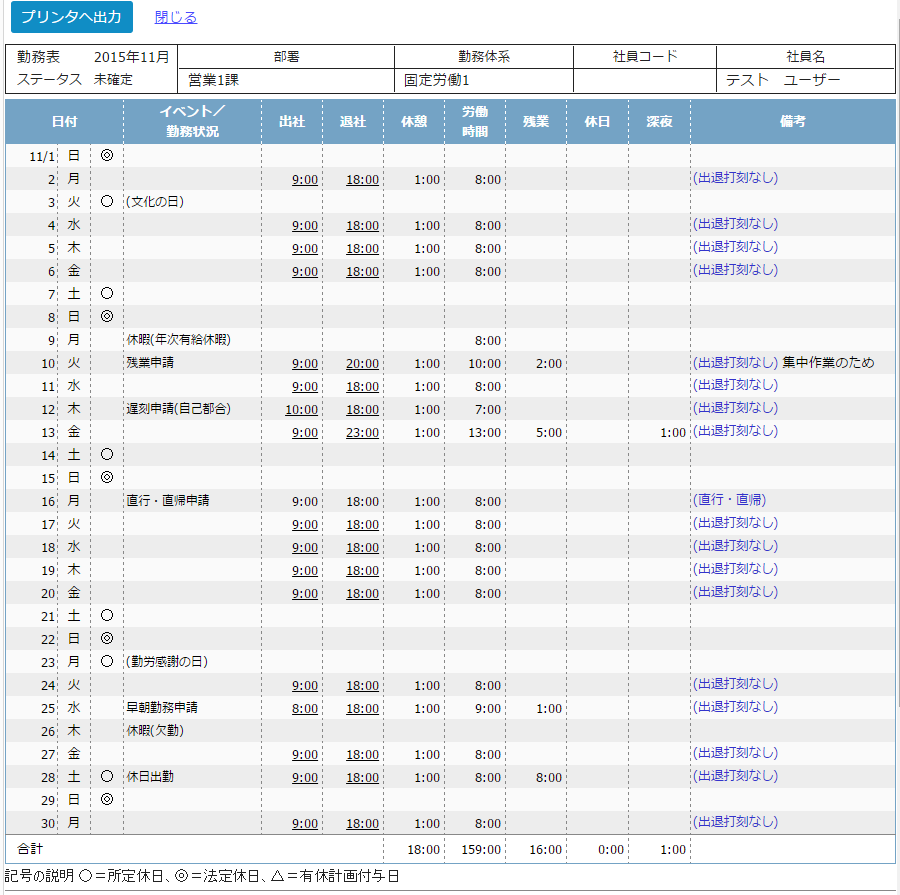 プリンタへ出力 閉じる
勤務表 2015年11月 部署 勤務体系 社員コード 社員名
ステータス 未確定 営業1課 固定労働1 テスト ユーザー
日付 イベント／勤務状況 出社 退社 休憩 労働時間 残業 休日 深夜 備考
11/1 日 ◎
2 月 9:00 18:00 1:00 8:00 (出退打刻なし)
3 火 ○ (文化の日)
4 水 9:00 18:00 1:00 8:00 (出退打刻なし)
5 木 9:00 18:00 1:00 8:00 (出退打刻なし)
6 金 9:00 18:00 1:00 8:00 (出退打刻なし)
7 土 ○
8 日 ◎
9 月 休暇(年次有給休暇) 8:00
10 火 残業申請 9:00 20:00 1:00 10:00 2:00 (出退打刻なし) 集中作業のため
11 水 9:00 18:00 1:00 8:00 (出退打刻なし)
12 木 遅刻申請(自己都合) 10:00 18:00 1:00 7:00 (出退打刻なし)
13 金 9:00 23:00 1:00 13:00 5:00 1:00 (出退打刻なし)
14 土 ○
15 日 ◎
16 月 直行・直帰申請 9:00 18:00 1:00 8:00 (直行・直帰)
17 火 9:00 18:00 1:00 8:00 (出退打刻なし)
18 水 9:00 18:00 1:00 8:00 (出退打刻なし)
19 木 9:00 18:00 1:00 8:00 (出退打刻なし)
20 金 9:00 18:00 1:00 8:00 (出退打刻なし)
21 土 ○
22 日 ◎
23 月 ○ (勤労感謝の日)
24 火 9:00 18:00 1:00 8:00 (出退打刻なし)
25 水 早朝勤務申請 8:00 18:00 1:00 9:00 1:00 (出退打刻なし)
26 木 休暇(欠勤)
27 金 9:00 18:00 1:00 8:00 (出退打刻なし)
28 土 ○ 休日出勤 9:00 18:00 1:00 8:00 8:00 (出退打刻なし)
29 日 ◎
30 月 9:00 18:00 1:00 8:00 (出退打刻なし)
合計 18:00 159:00 16:00 0:00 1:00
記号の説明 ○＝所定休日、◎＝法定休日、△＝有休計画付与日